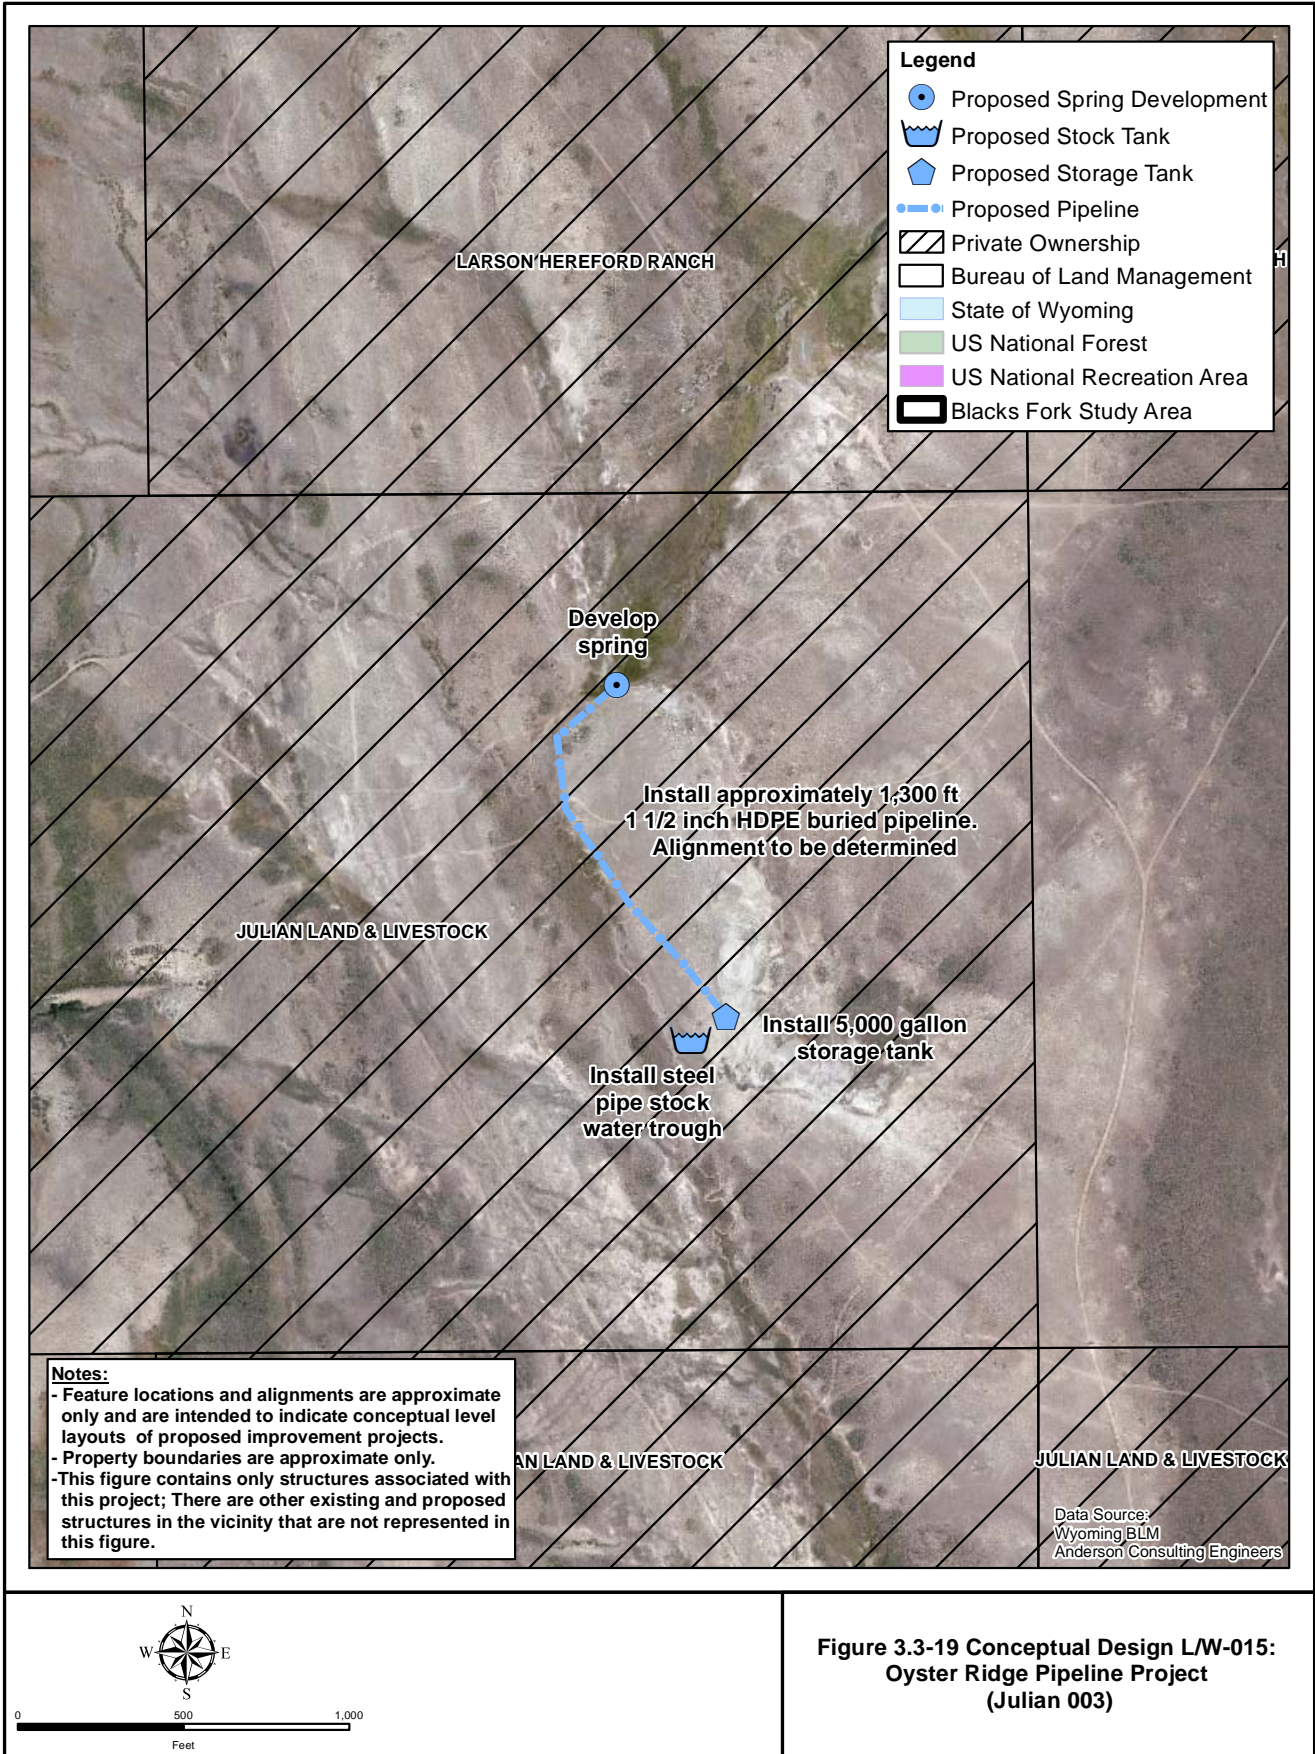 Legend
Proposed Spring Development
Proposed Stock Tank
Proposed Storage Tank
Proposed Pipeline
Private Ownership
Bureau of Land Management
State of Wyoming
US National Forest
US National Recreation Area
Blacks Fork Study Area
LARSON HEREFORD RANCH
H
Develop
spring
Install approximately 1,300 ft
1 1/2 inch HDPE buried pipeline.
Alignment to be determined
JULIAN LAND & LIVESTOCK
Install 5,000 gallon
storage tank
Install steel
pipe stock
water trough
Notes:
- Feature locations and alignments are approximate
only and are intended to indicate conceptual level
layouts of proposed improvement projects.
- Property boundaries are approximate only.
-This figure contains only structures associated with
this project; There are other existing and proposed
structures in the vicinity that are not represented in
this figure.
AN LAND & LIVESTOCK
JULIAN LAND & LIVESTOCK
Data Source:
Wyoming BLM
Anderson Consulting Engineers
N
W E
S
0 500 1,000
Feet
Figure 3.3-19 Conceptual Design L/W-015:
Oyster Ridge Pipeline Project
(Julian 003)